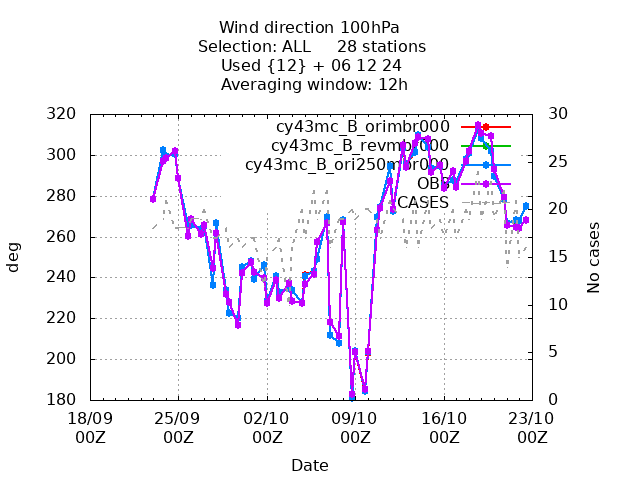 Wind direction 100hPa
Selection: ALL     28 stations
Used {12} + 06 12 24
Averaging window: 12h
cy43mc_B_orimbr000
cy43mc_B_revmbr000
cy43mc_B_ori250mbr000
OBS
CASES
320
300
280
260
240
220
200
180
deg
30
25
20
15
10
5
0
No cases
18/09 25/09 02/10 09/10 16/10 23/10
00Z 00Z 00Z 00Z 00Z 00Z
Date